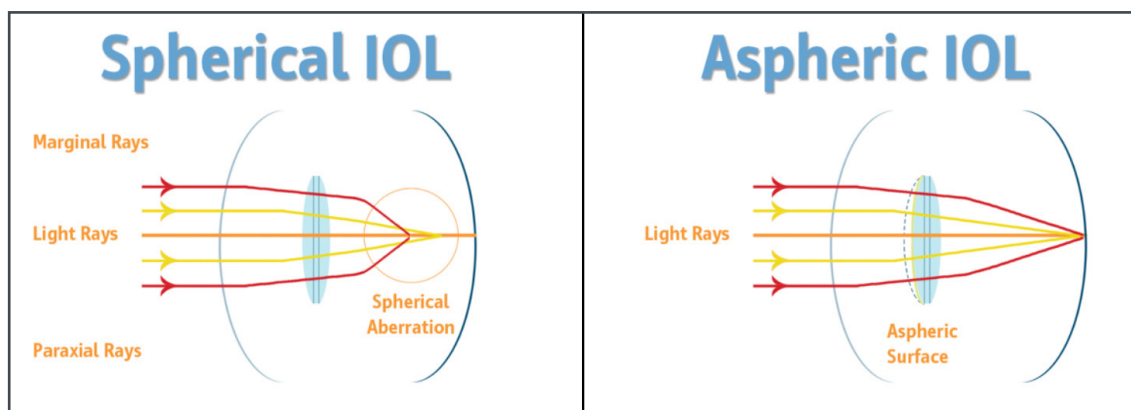 Spherical IOL
Marginal Rays
Light Rays
Spherical
Aberration
Paraxial Rays
Aspheric IOL
Light Rays
Aspheric
Surface